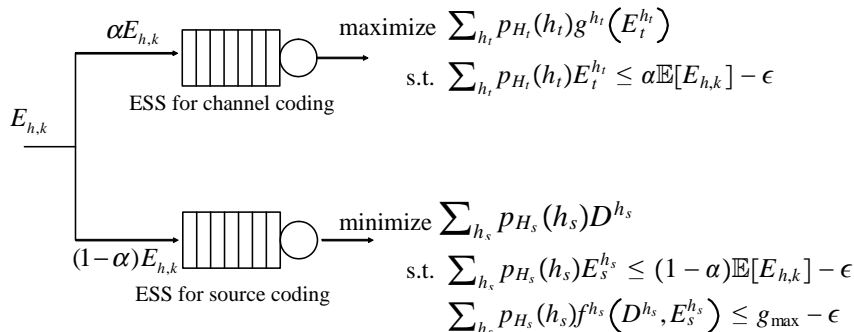 αE_{h,k}
ESS for channel coding
maximize ∑_{h_t} p_{H_t}(h_t) g^{h_t}(E_t^{h_t})
s.t. ∑_{h_t} p_{H_t}(h_t) E_t^{h_t} ≤ α𝔼[E_{h,k}] − ϵ
E_{h,k}
(1−α)E_{h,k}
ESS for source coding
minimize ∑_{h_s} p_{H_s}(h_s) D^{h_s}
s.t. ∑_{h_s} p_{H_s}(h_s) E_s^{h_s} ≤ (1 − α)𝔼[E_{h,k}] − ϵ
∑_{h_s} p_{H_s}(h_s) f^{h_s}(D^{h_s}, E_s^{h_s}) ≤ g_{max} − ϵ